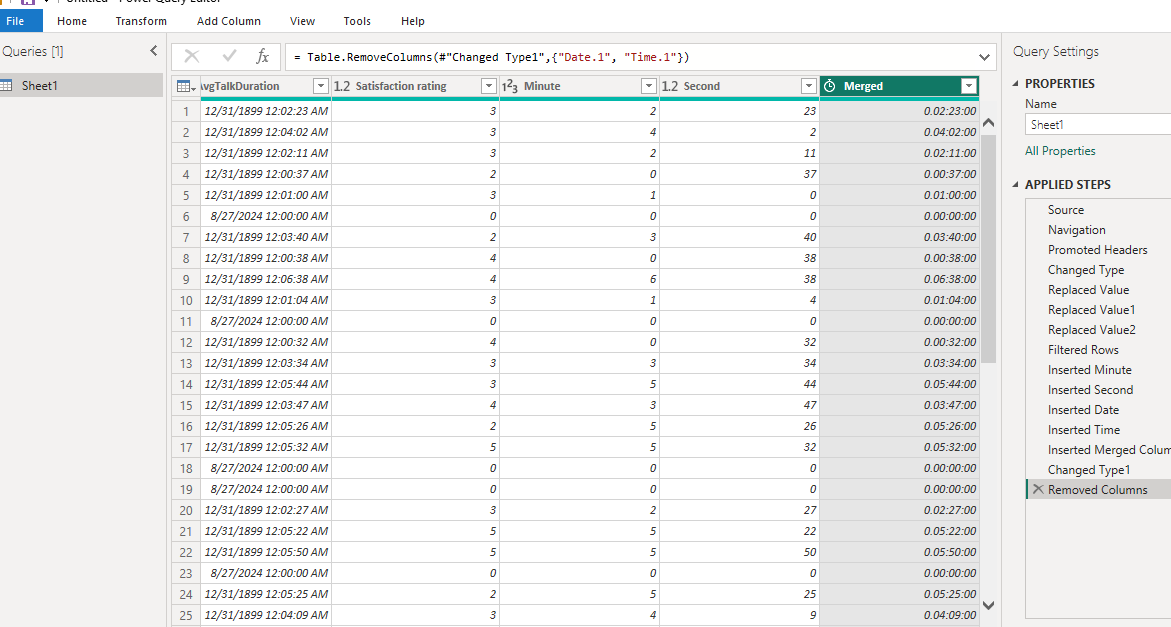 Untitled - Power Query Editor
File Home Transform Add Column View Tools Help
Queries [1]
Sheet1
= Table.RemoveColumns(#"Changed Type1",{"Date.1", "Time.1"})
AvgTalkDuration 1.2 Satisfaction rating 123 Minute 1.2 Second Merged
1 12/31/1899 12:02:23 AM 3 2 23 0.02:23:00
2 12/31/1899 12:04:02 AM 3 4 2 0.04:02:00
3 12/31/1899 12:02:11 AM 3 2 11 0.02:11:00
4 12/31/1899 12:00:37 AM 2 0 37 0.00:37:00
5 12/31/1899 12:01:00 AM 3 1 0 0.01:00:00
6 8/27/2024 12:00:00 AM 0 0 0 0.00:00:00
7 12/31/1899 12:03:40 AM 2 3 40 0.03:40:00
8 12/31/1899 12:00:38 AM 4 0 38 0.00:38:00
9 12/31/1899 12:06:38 AM 4 6 38 0.06:38:00
10 12/31/1899 12:01:04 AM 3 1 4 0.01:04:00
11 8/27/2024 12:00:00 AM 0 0 0 0.00:00:00
12 12/31/1899 12:00:32 AM 4 0 32 0.00:32:00
13 12/31/1899 12:03:34 AM 3 3 34 0.03:34:00
14 12/31/1899 12:05:44 AM 3 5 44 0.05:44:00
15 12/31/1899 12:03:47 AM 4 3 47 0.03:47:00
16 12/31/1899 12:05:26 AM 2 5 26 0.05:26:00
17 12/31/1899 12:05:32 AM 5 5 32 0.05:32:00
18 8/27/2024 12:00:00 AM 0 0 0 0.00:00:00
19 8/27/2024 12:00:00 AM 0 0 0 0.00:00:00
20 12/31/1899 12:02:27 AM 3 2 27 0.02:27:00
21 12/31/1899 12:05:22 AM 5 5 22 0.05:22:00
22 12/31/1899 12:05:50 AM 5 5 50 0.05:50:00
23 8/27/2024 12:00:00 AM 0 0 0 0.00:00:00
24 12/31/1899 12:05:25 AM 2 5 25 0.05:25:00
25 12/31/1899 12:04:09 AM 3 4 9 0.04:09:00
Query Settings
PROPERTIES
Name
Sheet1
All Properties
APPLIED STEPS
Source
Navigation
Promoted Headers
Changed Type
Replaced Value
Replaced Value1
Replaced Value2
Filtered Rows
Inserted Minute
Inserted Second
Inserted Date
Inserted Time
Inserted Merged Colum
Changed Type1
Removed Columns